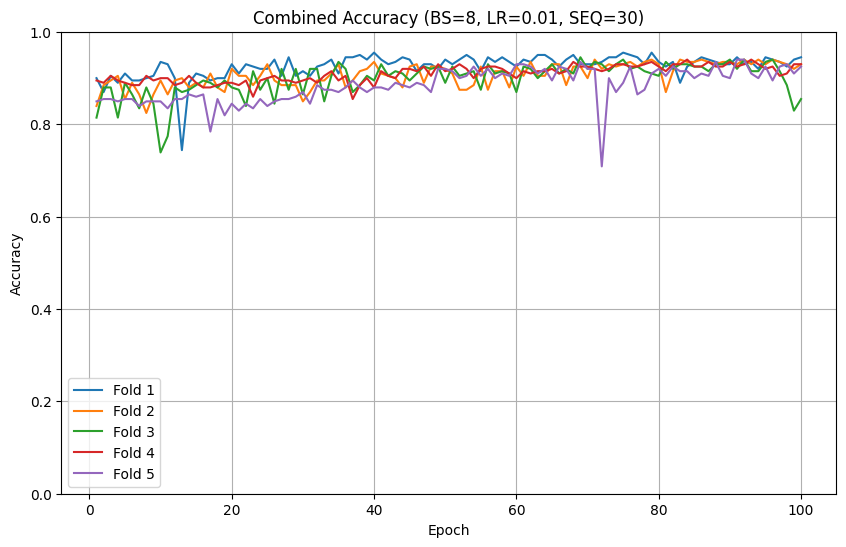 Combined Accuracy (BS=8, LR=0.01, SEQ=30)
1.0
0.8
0.6
0.4
0.2
0.0
Accuracy
Fold 1
Fold 2
Fold 3
Fold 4
Fold 5
0 20 40 60 80 100
Epoch